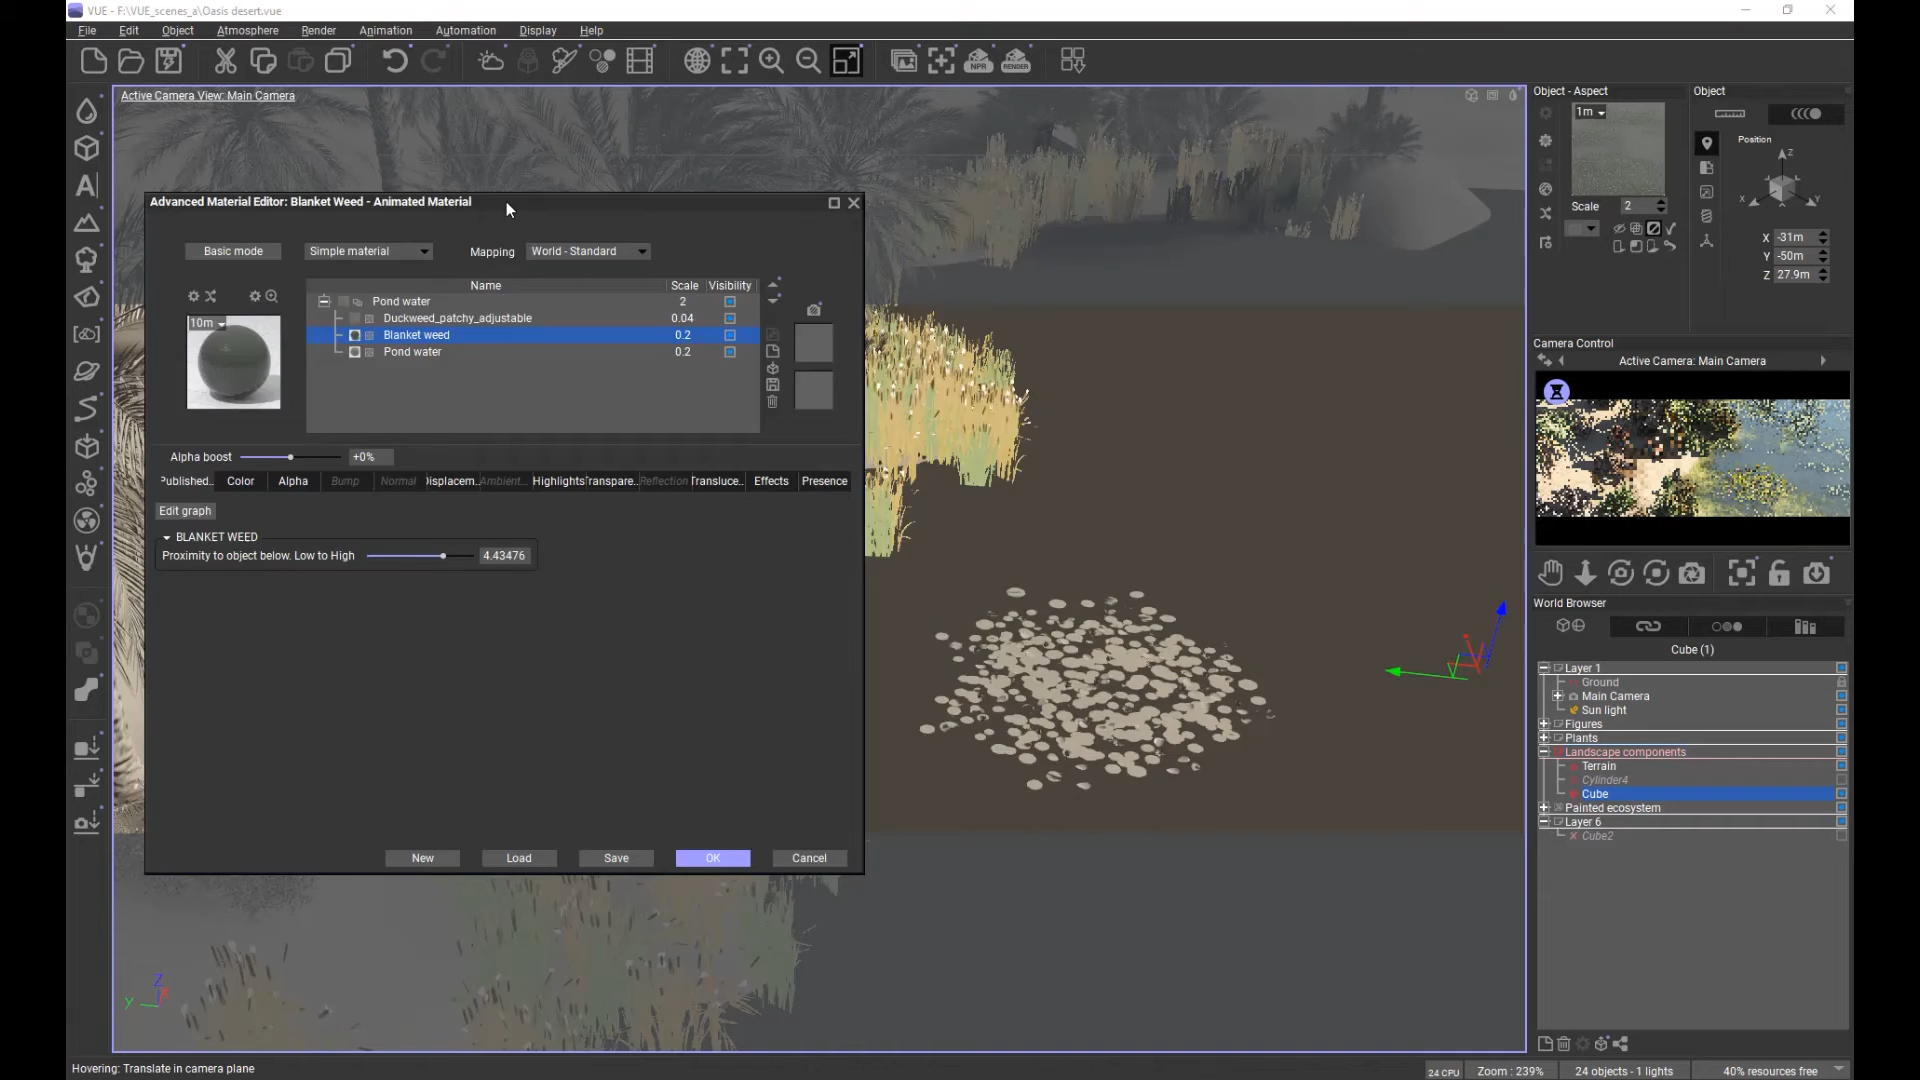 VUE - F:\VUE_scenes_a\Oasis desert.vue
File Edit Object Atmosphere Render Animation Automation Display Help
NPR RENDER
Active Camera View: Main Camera
Advanced Material Editor: Blanket Weed - Animated Material
Basic mode Simple material Mapping World - Standard
Name Scale Visibility
Pond water 2
Duckweed_patchy_adjustable 0.04
Blanket weed 0.2
Pond water 0.2
10m
Alpha boost +0%
Published.. Color Alpha Bump Normal Displacem.. Ambient... Highlights Transpare.. Reflection Transluce.. Effects Presence
Edit graph
BLANKET WEED
Proximity to object below. Low to High 4.43476
New Load Save OK Cancel
Z
Y
Object - Aspect
1m
Scale 2
Object
Position
Z
X Y
X -31m
Y -50m
Z 27.9m
Camera Control
Active Camera: Main Camera
World Browser
Cube (1)
Layer 1
Ground
Main Camera
Sun light
Figures
Plants
Landscape components
Terrain
Cylinder4
Cube
Painted ecosystem
Layer 6
Cube2
Hovering: Translate in camera plane
24 CPU Zoom : 239% 24 objects - 1 lights 40% resources free